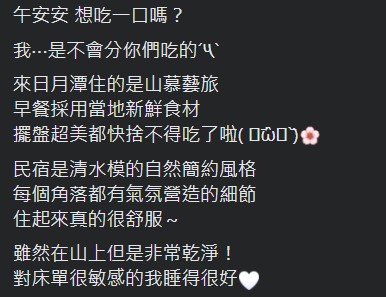 午安安 想吃一口嗎？
我⋯是不會分你們吃的´Ҷ`
來日月潭住的是山慕藝旅
早餐採用當地新鮮食材
擺盤超美都快捨不得吃了啦( ᷇ὢ᷆ )🌸
民宿是清水模的自然簡約風格
每個角落都有氣氛營造的細節
住起來真的很舒服～
雖然在山上但是非常乾淨！
對床單很敏感的我睡得很好🤍